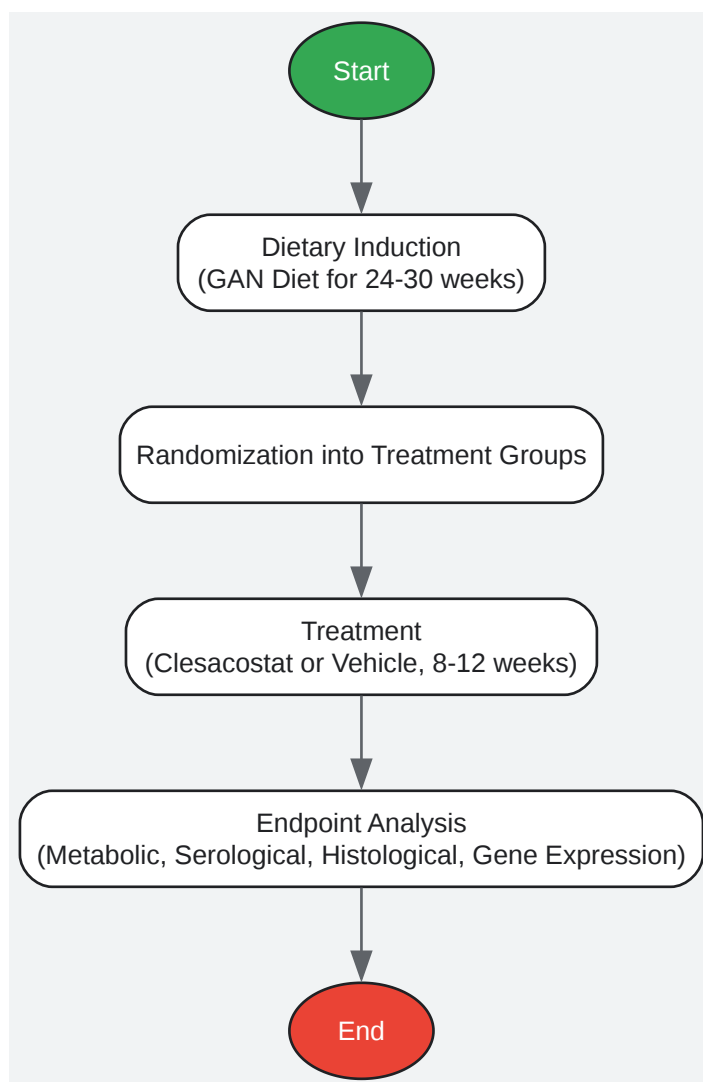 Start
Dietary Induction
(GAN Diet for 24-30 weeks)
Randomization into Treatment Groups
Treatment
(Clesacostat or Vehicle, 8-12 weeks)
Endpoint Analysis
(Metabolic, Serological, Histological, Gene Expression)
End